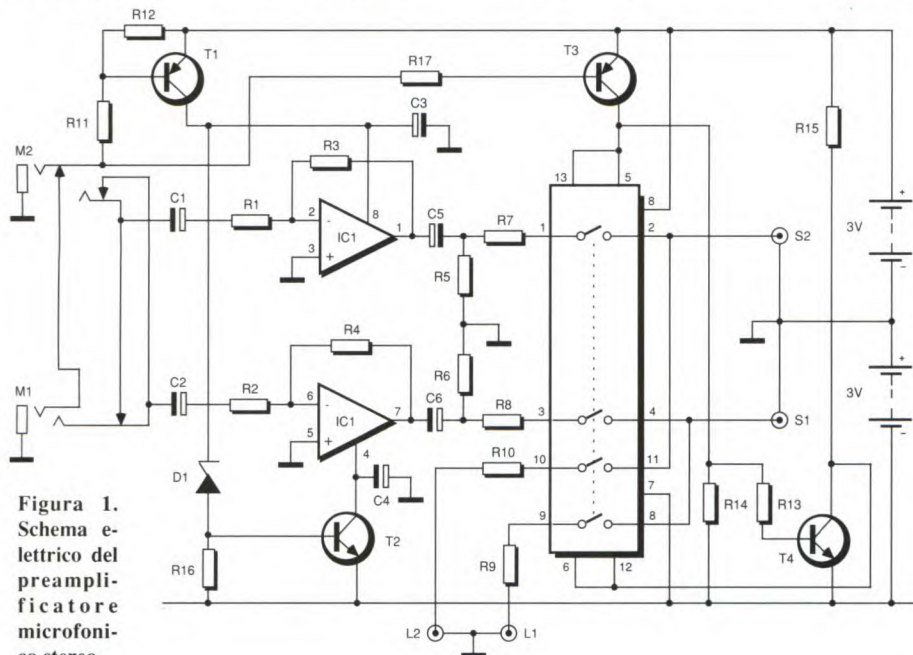 R12
T1
T3
R17
C3
R11
R15
M2
R3
13
5
8
C1
R1
2
8
1
C5
R7
1
2
S2
3V
+
-
IC1
3
+
-
R5
R4
R6
C2
R2
6
-
7
C6
R8
3
4
S1
3V
+
-
M1
IC1
5
+
4
R10
10
11
7
D1
C4
9
8
R14
R13
T2
R9
T4
R16
6
12
L2
L1
Figura 1.
Schema e-
lettrico del
preampli-
ficatore
microfoni-
co stereo